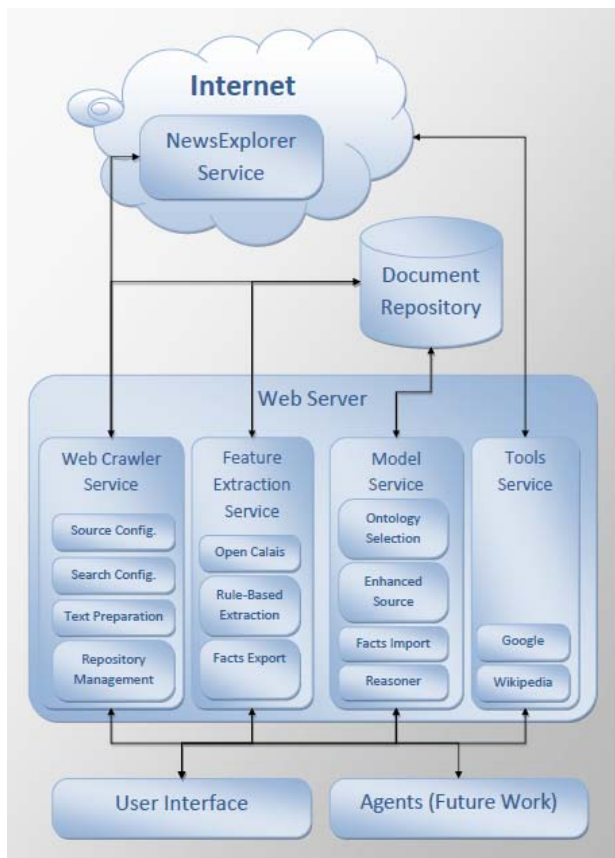 Internet
NewsExplorer
Service
Document
Repository
Web Server
Web Crawler
Service
Source Config.
Search Config.
Text Preparation
Repository
Management
Feature
Extraction
Service
Open Calais
Rule-Based
Extraction
Facts Export
Model
Service
Ontology
Selection
Enhanced
Source
Facts Import
Reasoner
Tools
Service
Google
Wikipedia
User Interface
Agents (Future Work)